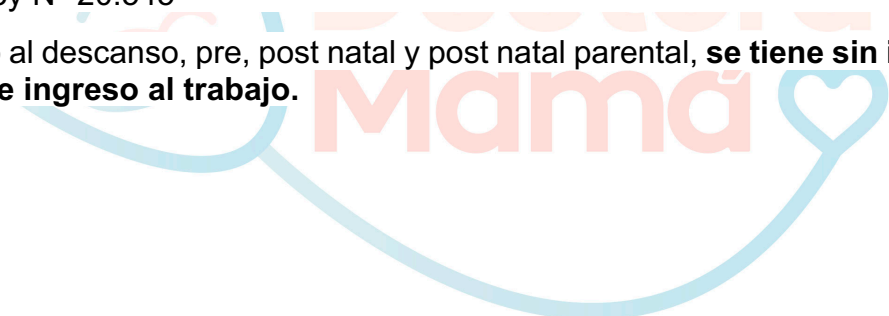 al descanso, pre, post natal y post natal parental, se tiene sin
e ingreso al trabajo.
Mamá